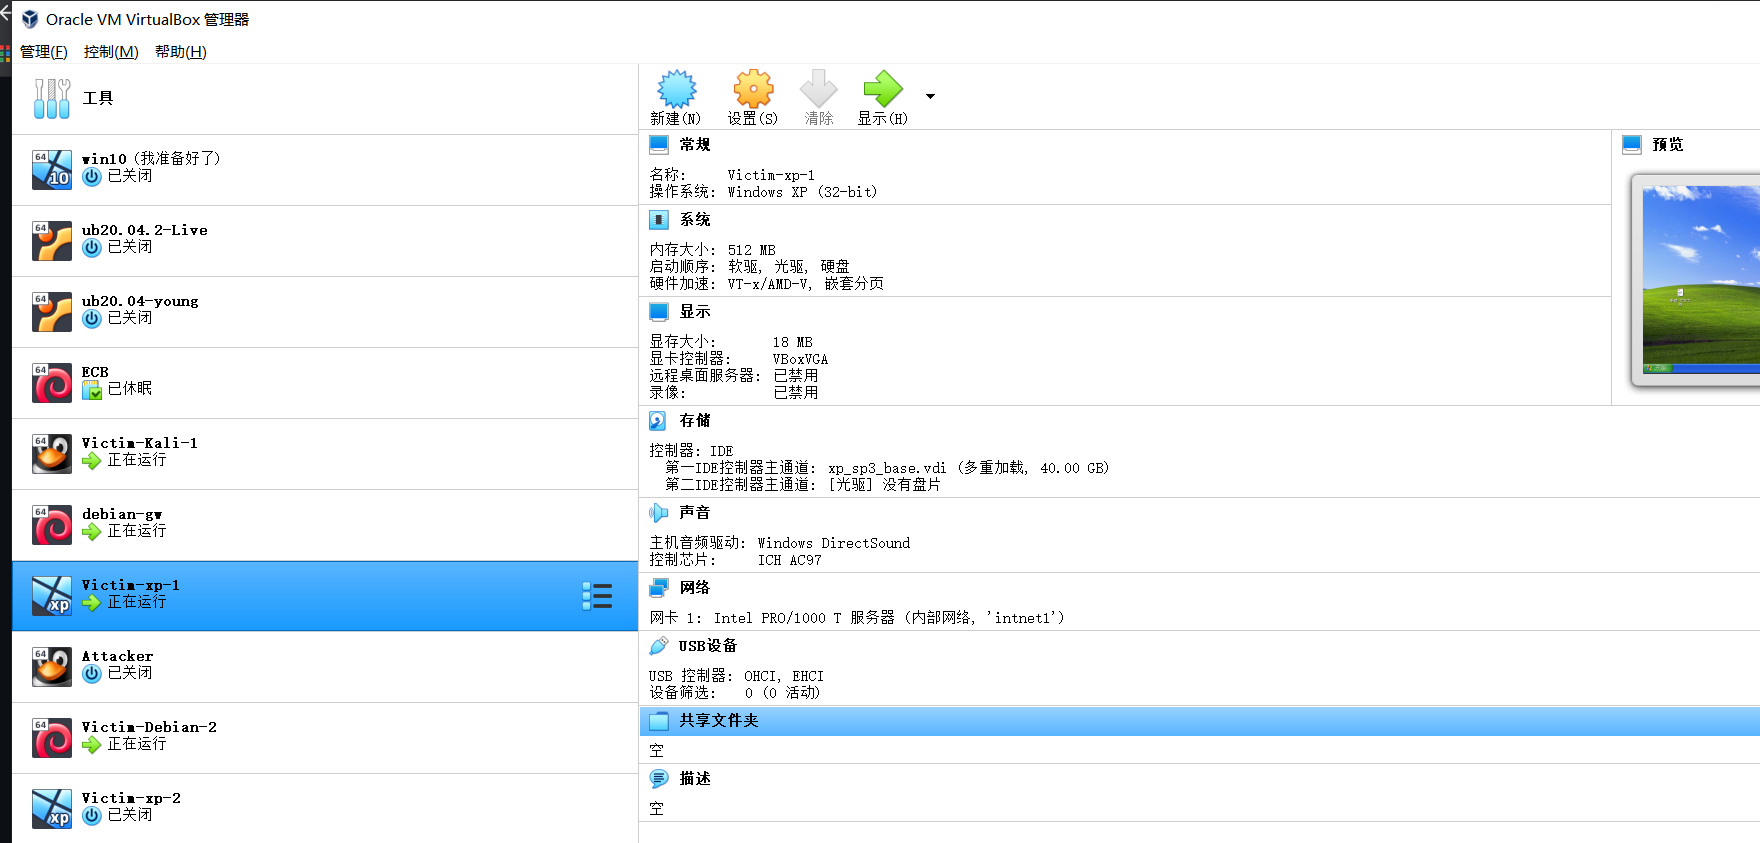 Oracle VM VirtualBox 管理器
管理(F) 控制(M) 帮助(H)
工具
新建(N) 设置(S) 清除 显示(H)
64
win10 (我准备好了)
10
已关闭
64
ub20.04.2-Live
已关闭
64
ub20.04-young
已关闭
64
ECB
已休眠
64
Victim-Kali-1
正在运行
64
debian-gw
正在运行
Victim-xp-1
xp
正在运行
64
Attacker
已关闭
64
Victim-Debian-2
正在运行
Victim-xp-2
xp
已关闭
常规
名称: Victim-xp-1
操作系统: Windows XP (32-bit)
系统
内存大小: 512 MB
启动顺序: 软驱, 光驱, 硬盘
硬件加速: VT-x/AMD-V, 嵌套分页
显示
显存大小: 18 MB
显卡控制器: VBoxVGA
远程桌面服务器: 已禁用
录像: 已禁用
存储
控制器: IDE
第一IDE控制器主通道: xp_sp3_base.vdi (多重加载, 40.00 GB)
第二IDE控制器主通道: [光驱] 没有盘片
声音
主机音频驱动: Windows DirectSound
控制芯片: ICH AC97
网络
网卡 1: Intel PRO/1000 T 服务器 (内部网络, 'intnet1')
USB设备
USB 控制器: OHCI, EHCI
设备筛选: 0 (0 活动)
共享文件夹
空
描述
空
预览